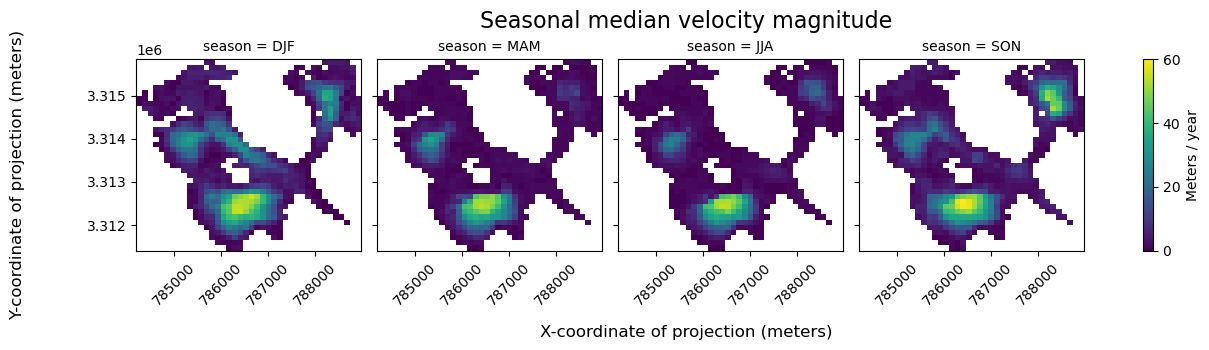 Seasonal median velocity magnitude
season = DJF
season = MAM
season = JJA
season = SON
1e6
3.315
3.314
3.313
3.312
Y-coordinate of projection (meters)
785000 786000 787000 788000
785000 786000 787000 788000
785000 786000 787000 788000
785000 786000 787000 788000
X-coordinate of projection (meters)
60
40
20
0
Meters / year